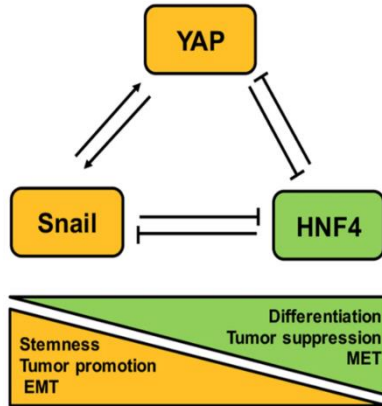 YAP
Snail
HNF4
Differentiation
Tumor suppression
MET
Stemness
Tumor promotion
EMT